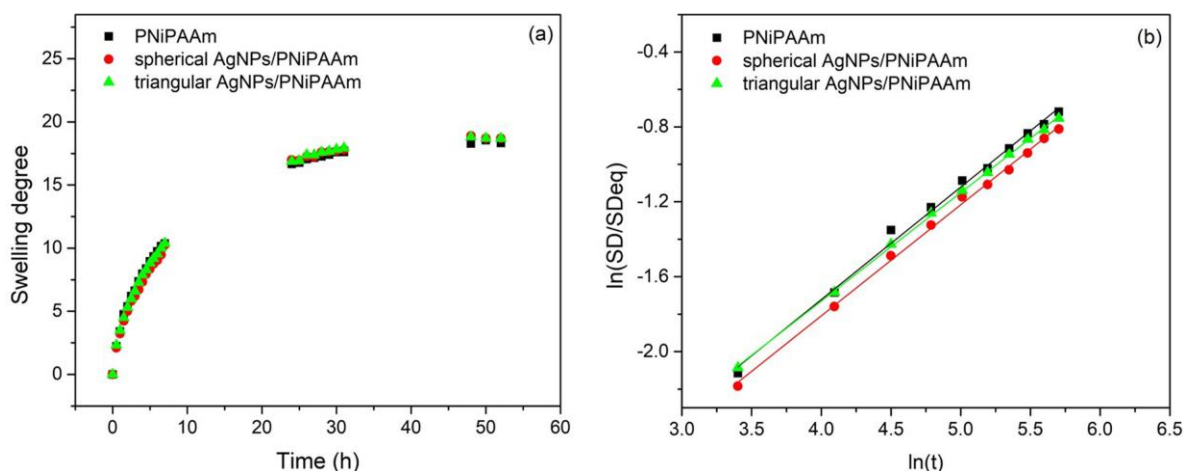 (a)
PNiPAAm
spherical AgNPs/PNiPAAm
triangular AgNPs/PNiPAAm
25
20
15
10
5
0
Swelling degree
0 10 20 30 40 50 60
Time (h)
(b)
PNiPAAm
spherical AgNPs/PNiPAAm
triangular AgNPs/PNiPAAm
-0.4
-0.8
-1.2
-1.6
-2.0
ln(SD/SDeq)
3.0 3.5 4.0 4.5 5.0 5.5 6.0 6.5
ln(t)